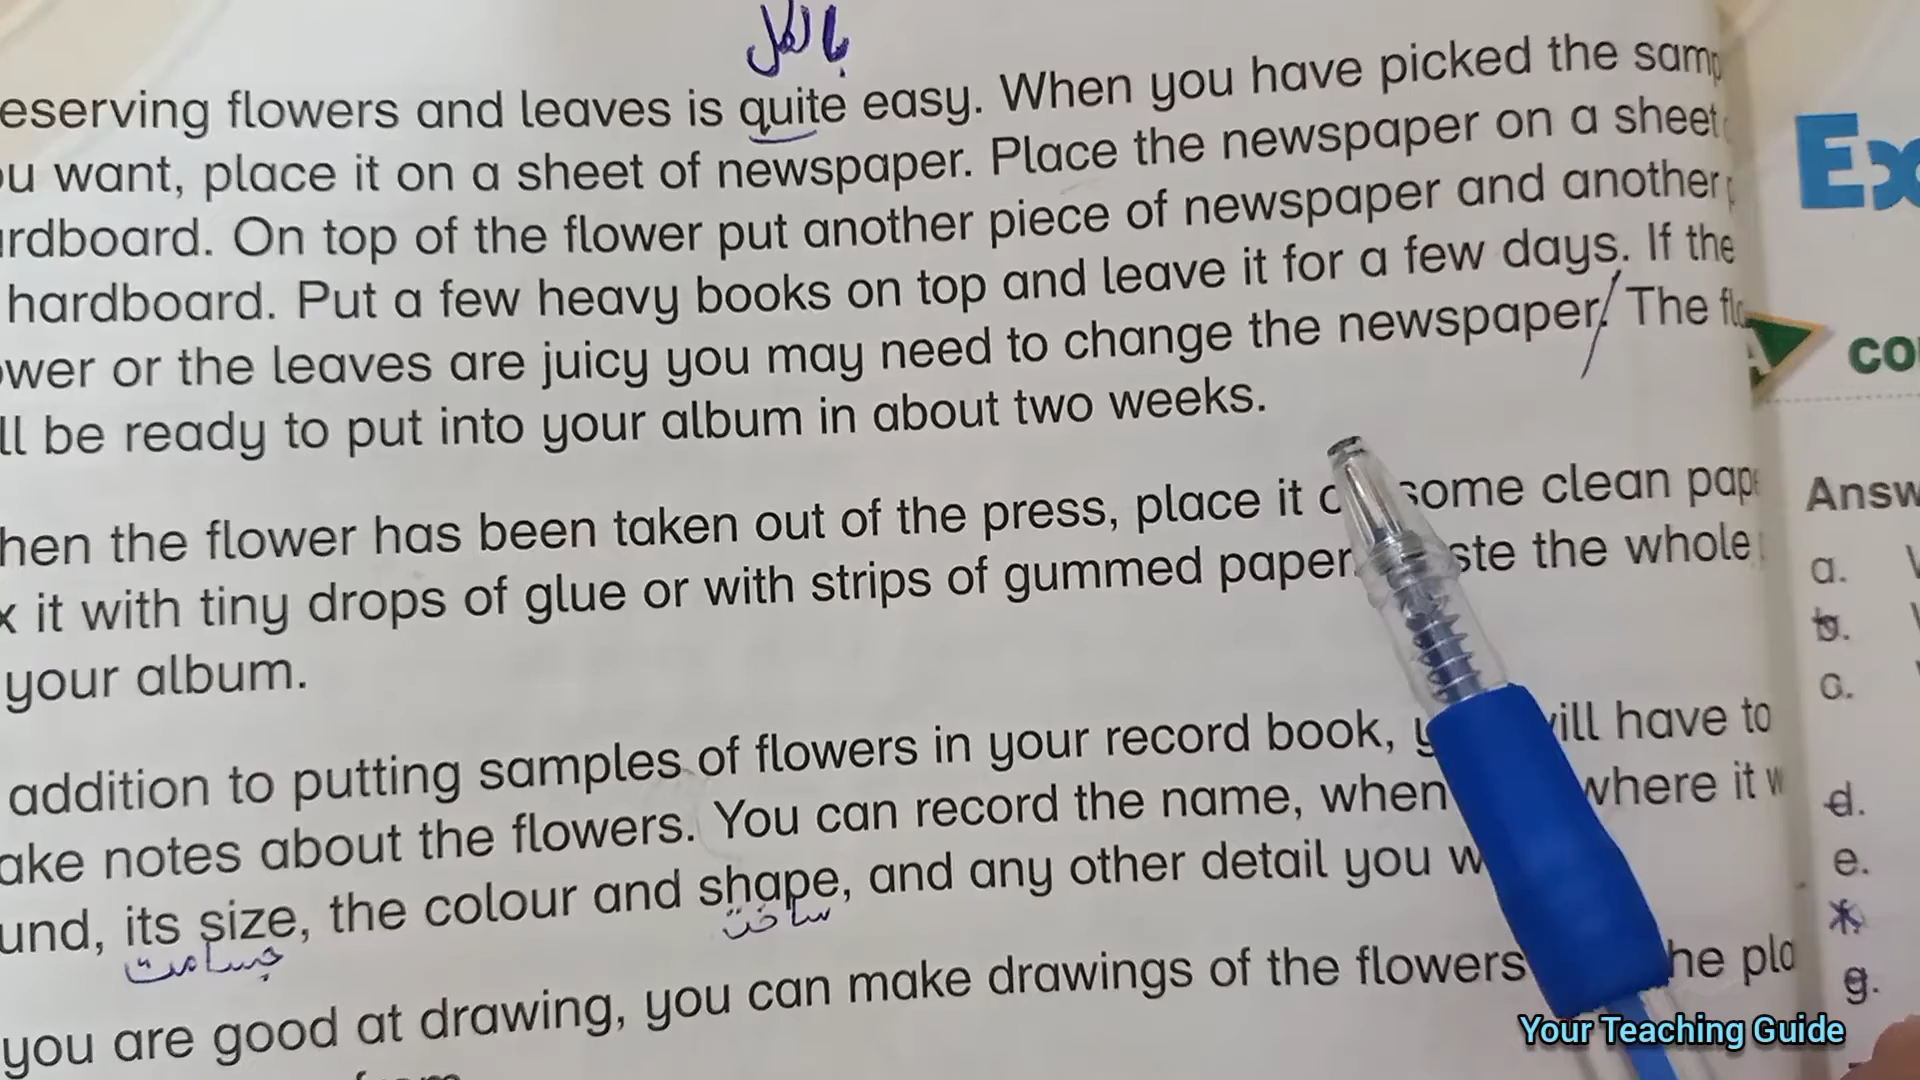 بالکل
eserving flowers and leaves is quite easy. When you have picked the samp
ou want, place it on a sheet of newspaper. Place the newspaper on a sheet
rdboard. On top of the flower put another piece of newspaper and another
hardboard. Put a few heavy books on top and leave it for a few days. If the
ower or the leaves are juicy you may need to change the newspaper. The flo
ll be ready to put into your album in about two weeks.
hen the flower has been taken out of the press, place it some clean pape
x it with tiny drops of glue or with strips of gummed paper. ste the whole
your album.
addition to putting samples of flowers in your record book, y ill have to
ake notes about the flowers. You can record the name, when where it w
und, its size, the colour and shape, and any other detail you w
جسامت ساخت
you are good at drawing, you can make drawings of the flowers he pla
Ex
co
Answ
a.
b.
c.
d.
e.
g.
Your Teaching Guide